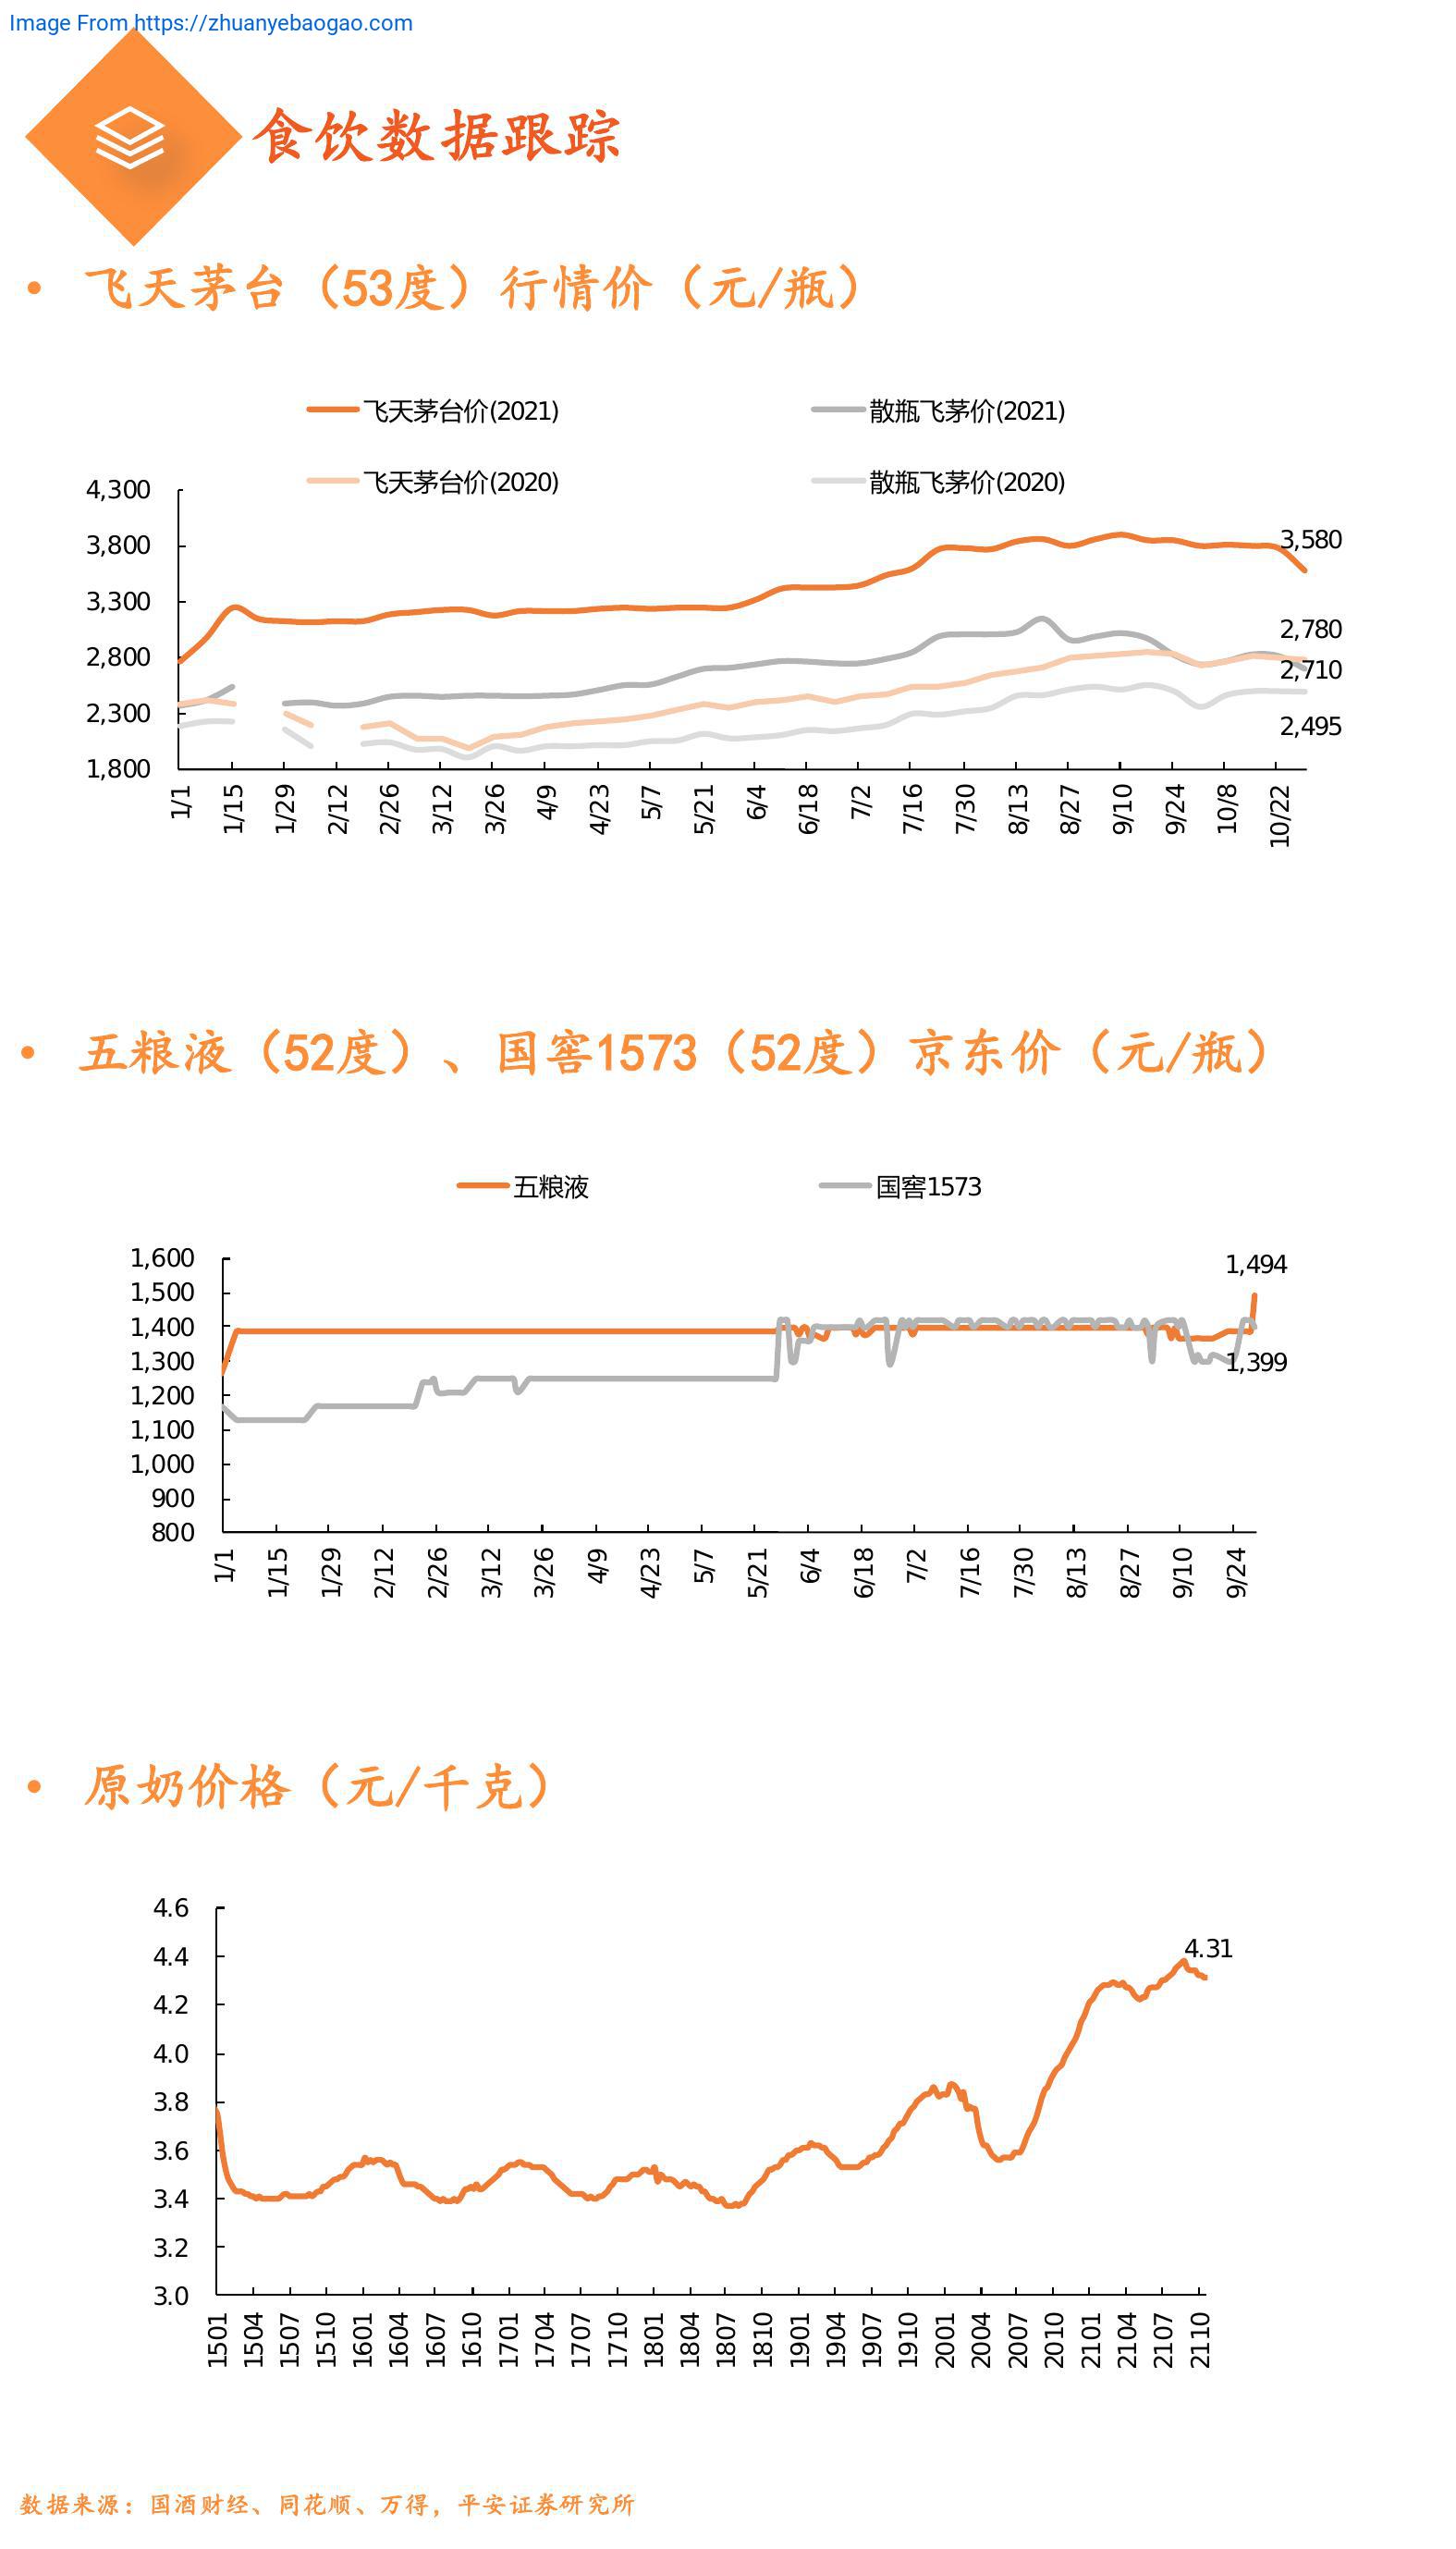 Image From https://zhuanyebaogao.com
食饮数据跟踪
• 飞天茅台（53度）行情价（元/瓶）
飞天茅台价(2021) 散瓶飞茅价(2021)
飞天茅台价(2020) 散瓶飞茅价(2020)
4,300
3,800
3,300
2,800
2,300
1,800
3,580
2,780
2,710
2,495
1/1 1/15 1/29 2/12 2/26 3/12 3/26 4/9 4/23 5/7 5/21 6/4 6/18 7/2 7/16 7/30 8/13 8/27 9/10 9/24 10/8 10/22
• 五粮液（52度）、国窖1573（52度）京东价（元/瓶）
五粮液 国窖1573
1,600
1,500
1,400
1,300
1,200
1,100
1,000
900
800
1,494
1,399
1/1 1/15 1/29 2/12 2/26 3/12 3/26 4/9 4/23 5/7 5/21 6/4 6/18 7/2 7/16 7/30 8/13 8/27 9/10 9/24
• 原奶价格（元/千克）
4.6
4.4
4.2
4.0
3.8
3.6
3.4
3.2
3.0
4.31
1501 1504 1507 1510 1601 1604 1607 1610 1701 1704 1707 1710 1801 1804 1807 1810 1901 1904 1907 1910 2001 2004 2007 2010 2101 2104 2107 2110
数据来源：国酒财经、同花顺、万得，平安证券研究所